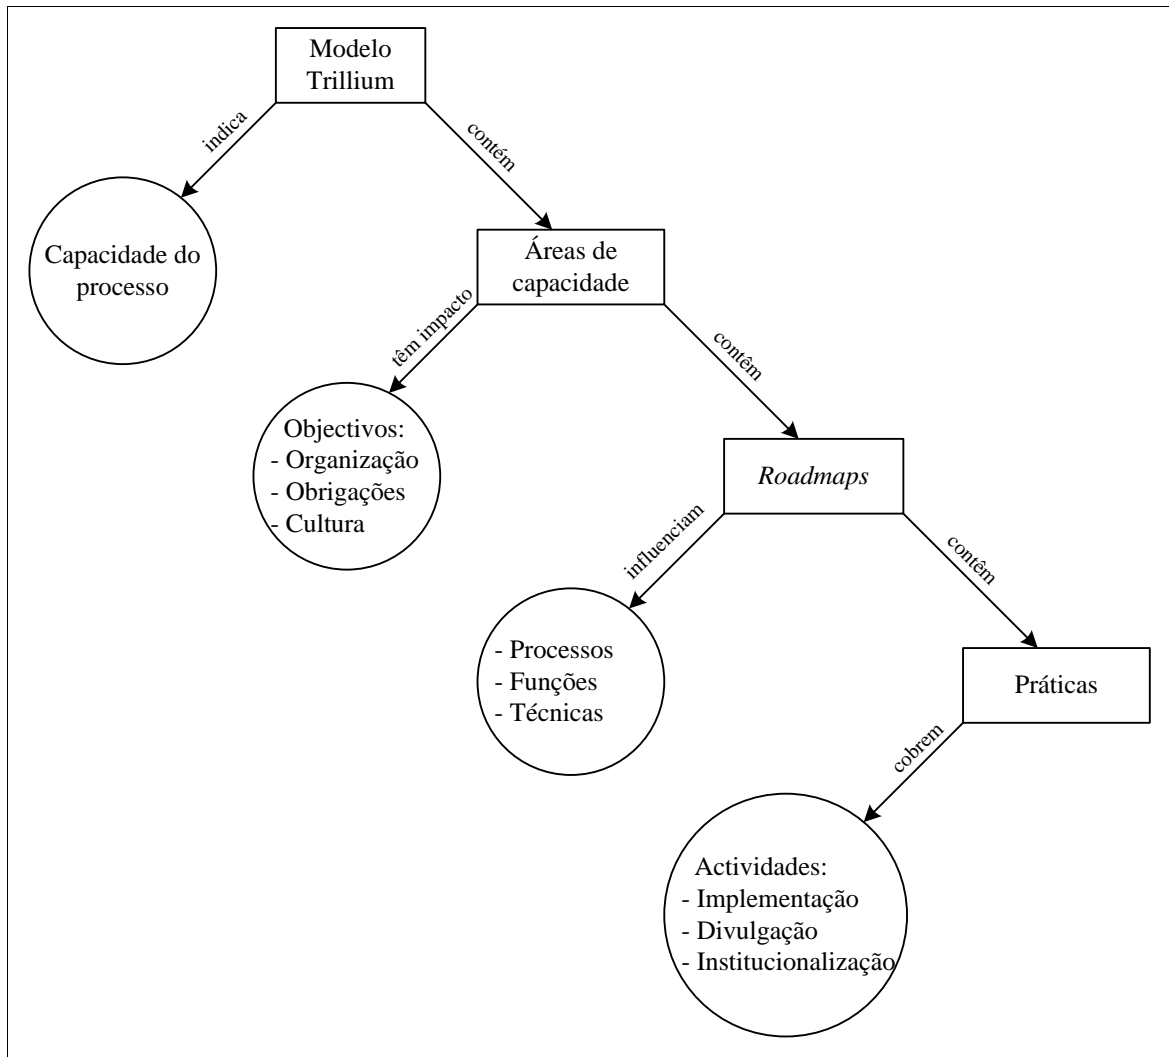 Modelo
Trillium
indica
contém
Capacidade do
processo
Áreas de
capacidade
têm impacto
contêm
Objectivos:
- Organização
- Obrigações
- Cultura
Roadmaps
influenciam
contêm
- Processos
- Funções
- Técnicas
Práticas
cobrem
Actividades:
- Implementação
- Divulgação
- Institucionalização